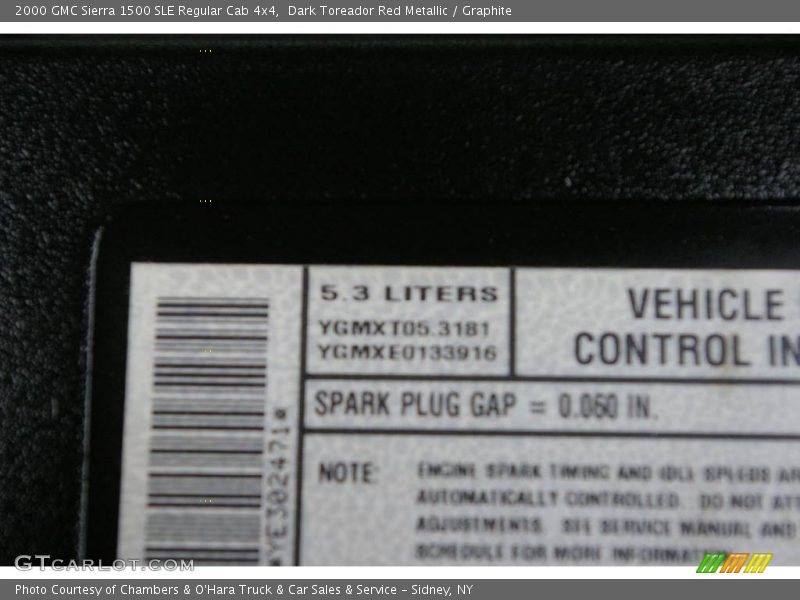 2000 GMC Sierra 1500 SLE Regular Cab 4x4, Dark Toreador Red Metallic / Graphite
5.3 LITERS
YGMXT05.3181
YGMXE0133916
VEHICLE
CONTROL IN
SPARK PLUG GAP = 0.060 IN.
NOTE: ENGINE SPARK TIMING AND IDLE SPEEDS AR
AUTOMATICALLY CONTROLLED. DO NOT ATT
ADJUSTMENTS. SEE SERVICE MANUAL AND
SCHEDULE FOR MORE INFORMAT
*YE302471*
GTCARLOT.COM
Photo Courtesy of Chambers & O'Hara Truck & Car Sales & Service – Sidney, NY